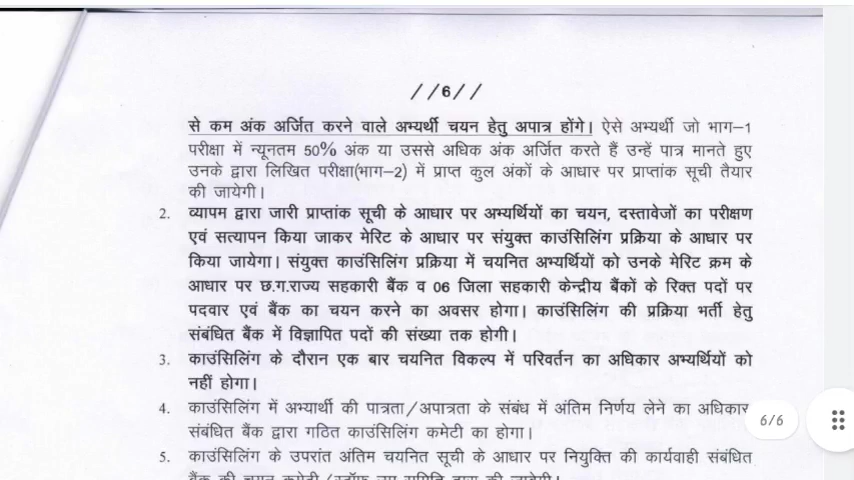 //6//
से कम अंक अर्जित करने वाले अभ्यर्थी चयन हेतु अपात्र होंगे। ऐसे अभ्यर्थी जो भाग–1
परीक्षा में न्यूनतम 50% अंक या उससे अधिक अंक अर्जित करते हैं उन्हें पात्र मानते हुए
उनके द्वारा लिखित परीक्षा(भाग–2) में प्राप्त कुल अंकों के आधार पर प्राप्तांक सूची तैयार
की जायेगी।
2. व्यापम द्वारा जारी प्राप्तांक सूची के आधार पर अभ्यर्थियों का चयन, दस्तावेजों का परीक्षण
एवं सत्यापन किया जाकर मेरिट के आधार पर संयुक्त काउंसिलिंग प्रक्रिया के आधार पर
किया जायेगा। संयुक्त काउंसिलिंग प्रक्रिया में चयनित अभ्यर्थियों को उनके मेरिट क्रम के
आधार पर छ.ग.राज्य सहकारी बैंक व 06 जिला सहकारी केन्द्रीय बैंकों के रिक्त पदों पर
पदवार एवं बैंक का चयन करने का अवसर होगा। काउंसिलिंग की प्रक्रिया भर्ती हेतु
संबंधित बैंक में विज्ञापित पदों की संख्या तक होगी।
3. काउंसिलिंग के दौरान एक बार चयनित विकल्प में परिवर्तन का अधिकार अभ्यर्थियों को
नहीं होगा।
4. काउंसिलिंग में अभ्यार्थी की पात्रता/अपात्रता के संबंध में अंतिम निर्णय लेने का अधिकार
संबंधित बैंक द्वारा गठित काउंसिलिंग कमेटी का होगा।
6/6
5. काउंसिलिंग के उपरांत अंतिम चयनित सूची के आधार पर नियुक्ति की कार्यवाही संबंधित
बैंक की चयन कमेटी/स्टॉफ उप समिति द्वारा की जावेगी।